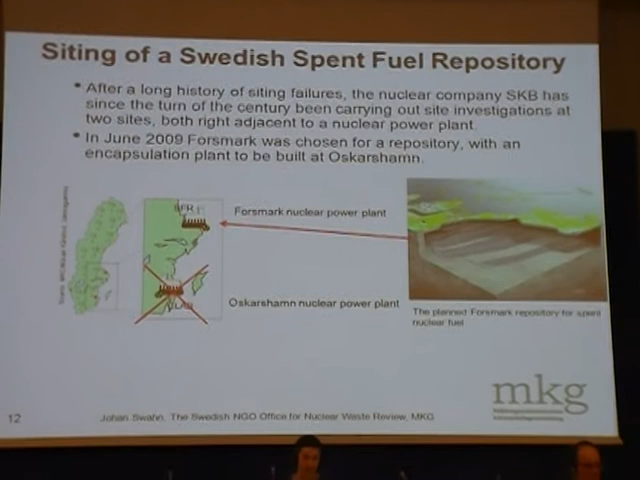 Siting of a Swedish Spent Fuel Repository
• After a long history of siting failures, the nuclear company SKB has
since the turn of the century been carrying out site investigations at
two sites, both right adjacent to a nuclear power plant.
• In June 2009 Forsmark was chosen for a repository, with an
encapsulation plant to be built at Oskarshamn.
SFR
Forsmark nuclear power plant
Oskarshamn nuclear power plant
The planned Forsmark repository for spent
nuclear fuel
mkg
12
Johan Swahn, The Swedish NGO Office for Nuclear Waste Review, MKG